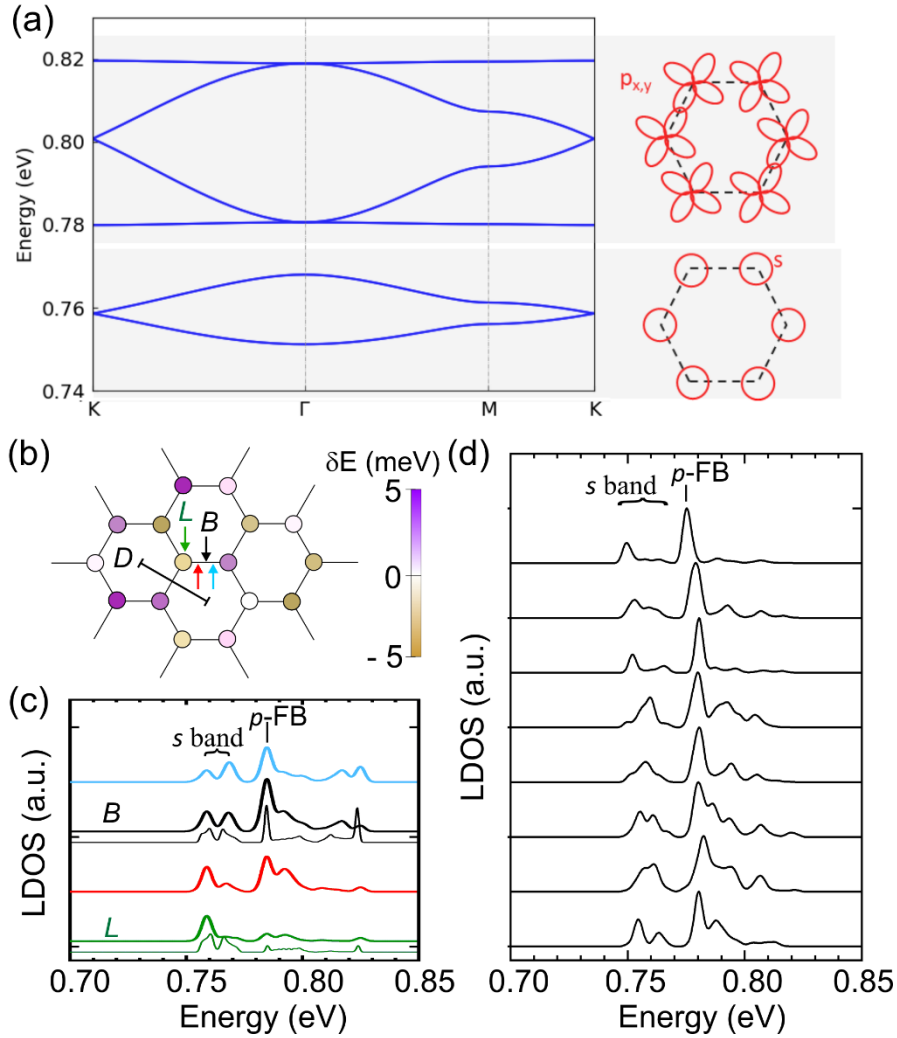 (a)
0.82
0.80
0.78
0.76
0.74
Energy (eV)
K
Γ
M
K
p x,y
s
(b)
L
B
D
δE (meV)
5
0
- 5
(c)
p-FB
s band
B
L
LDOS (a.u.)
0.70
0.75
0.80
0.85
Energy (eV)
(d)
p-FB
s band
LDOS (a.u.)
0.70
0.75
0.80
0.85
Energy (eV)